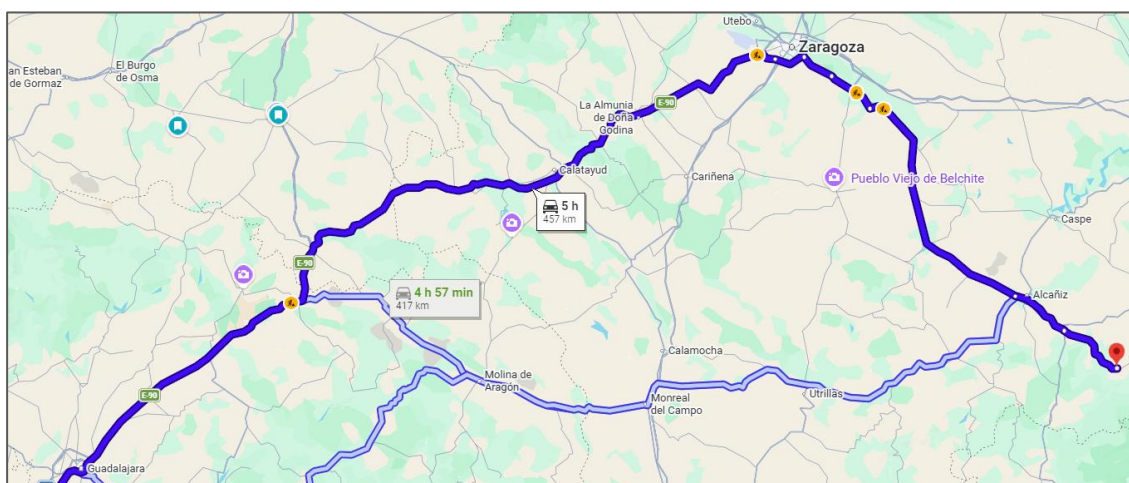 Utebo
Zaragoza
an Esteban
de Gormaz
El Burgo
de Osma
La Almunia
de Doña
Godina
E-90
Calatayud
Cariñena
Pueblo Viejo de Belchite
5 h
457 km
Caspe
E-90
4 h 57 min
417 km
Alcañiz
Calamocha
Molina de
Aragón
E-90
Monreal
del Campo
Utrillas
Guadalajara